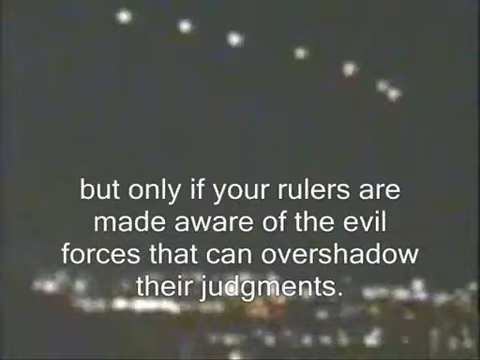 but only if your rulers are
made aware of the evil
forces that can overshadow
their judgments.